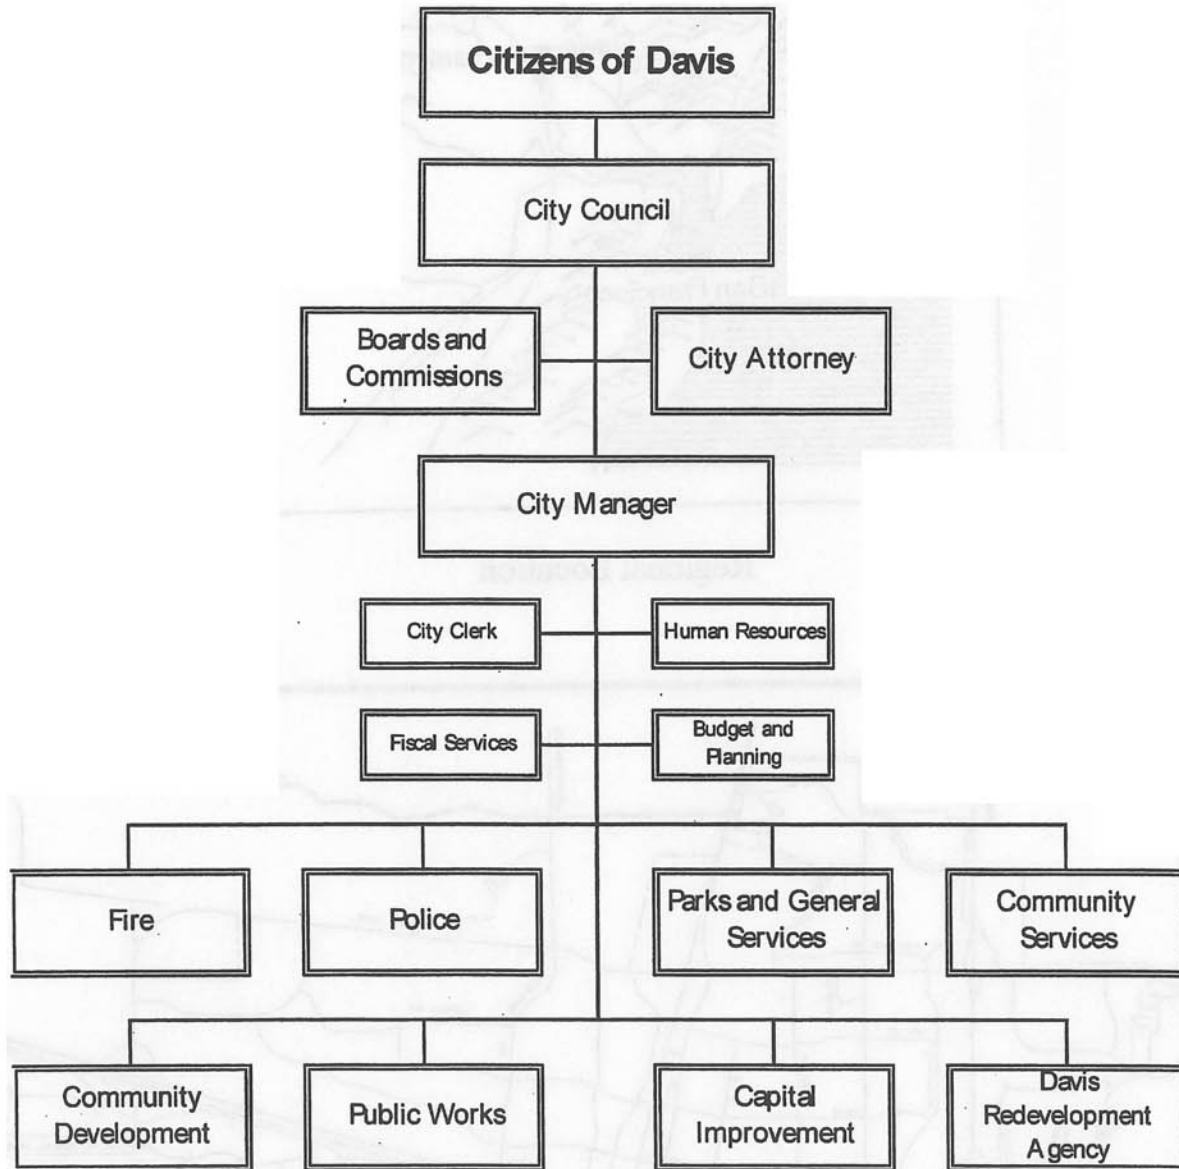 Citizens of Davis
City Council
Boards and
Commissions
City Attorney
City Manager
City Clerk
Human Resources
Fiscal Services
Budget and
Planning
Fire
Police
Parks and General
Services
Community
Services
Community
Development
Public Works
Capital
Improvement
Davis
Redevelopment
Agency
Regional Location